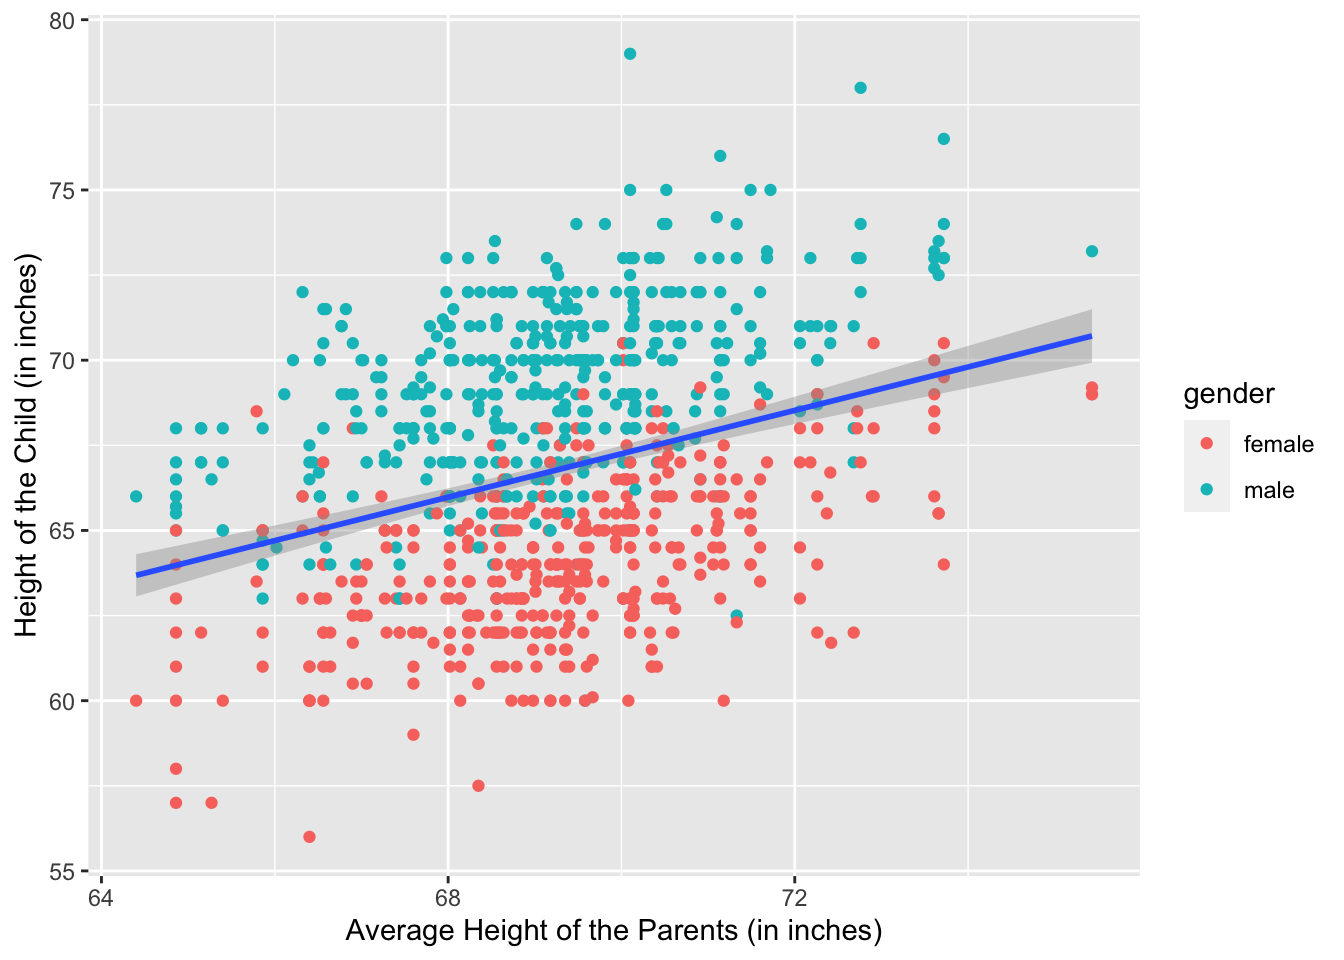 80
75
70
65
60
55
Height of the Child (in inches)
64
68
72
Average Height of the Parents (in inches)
gender
female
male